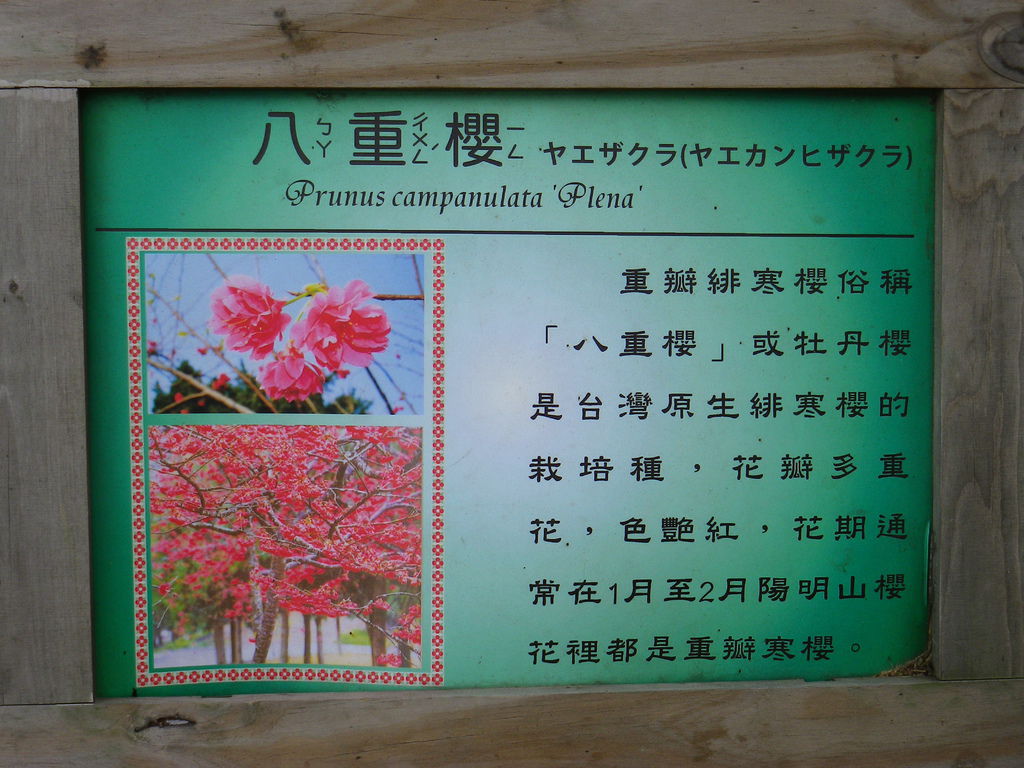 八ㄅㄚ重ㄔㄨㄥˊ櫻ㄧㄥ ヤエザクラ(ヤエカンヒザクラ)
Prunus campanulata 'Plena'
重瓣緋寒櫻俗稱
「八重櫻」或牡丹櫻
是台灣原生緋寒櫻的
栽培種，花瓣多重
花，色艷紅，花期通
常在1月至2月陽明山櫻
花裡都是重瓣寒櫻。